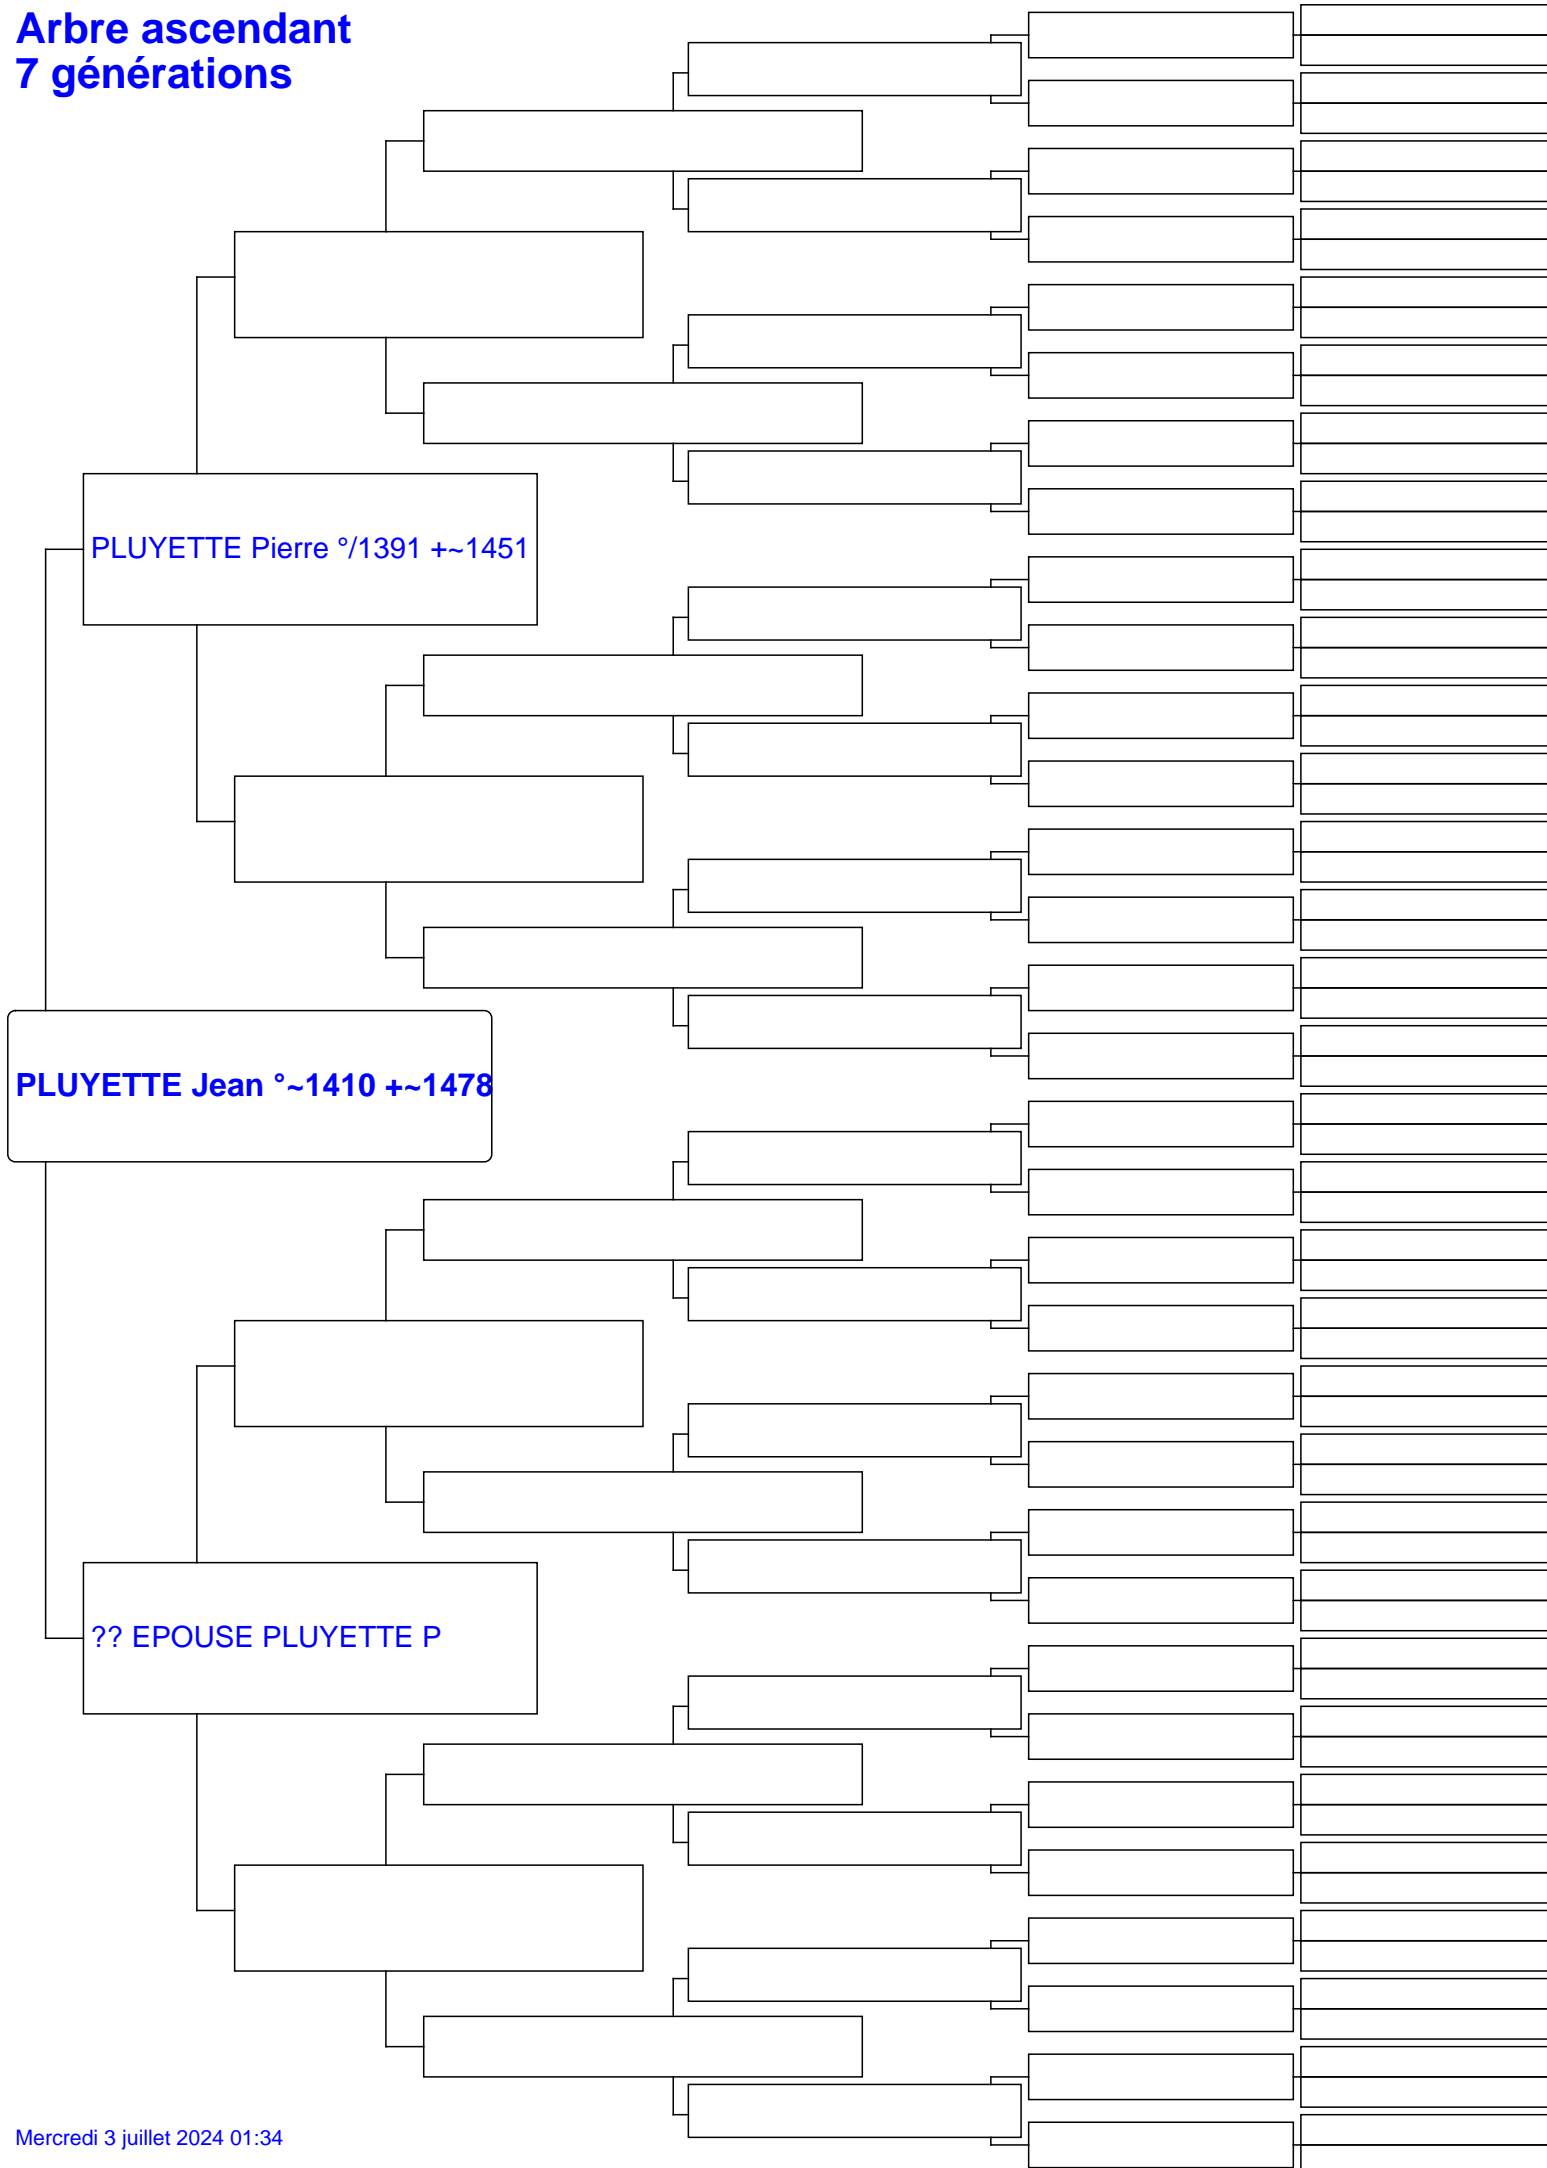 Arbre ascendant
7 générations
PLUYETTE Pierre °/1391 +~1451
PLUYETTE Jean °~1410 +~1478
?? EPOUSE PLUYETTE P
Mercredi 3 juillet 2024 01:34